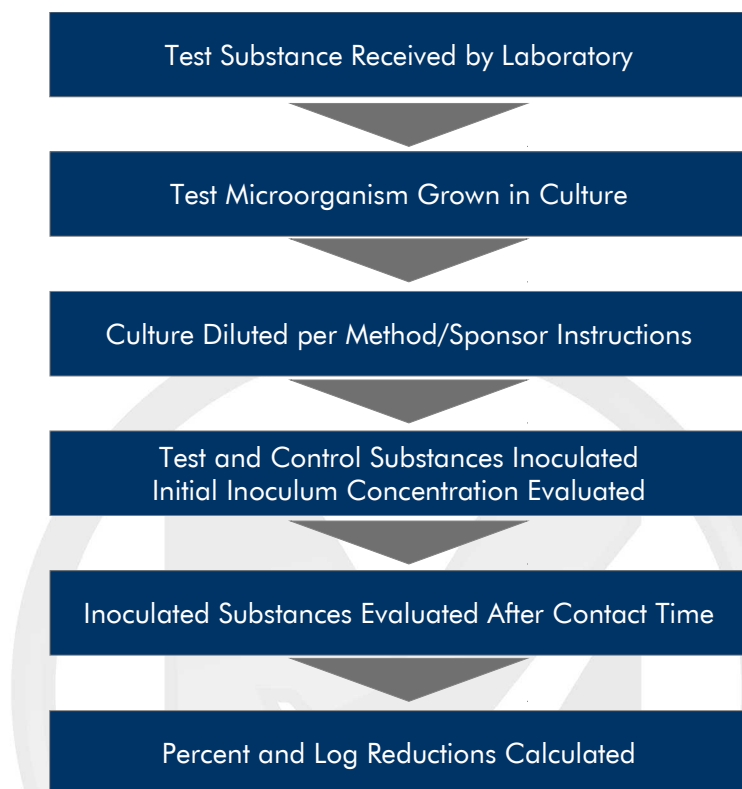 Test Substance Received by Laboratory
Test Microorganism Grown in Culture
Culture Diluted per Method/Sponsor Instructions
Test and Control Substances Inoculated
Initial Inoculum Concentration Evaluated
Inoculated Substances Evaluated After Contact Time
Percent and Log Reductions Calculated